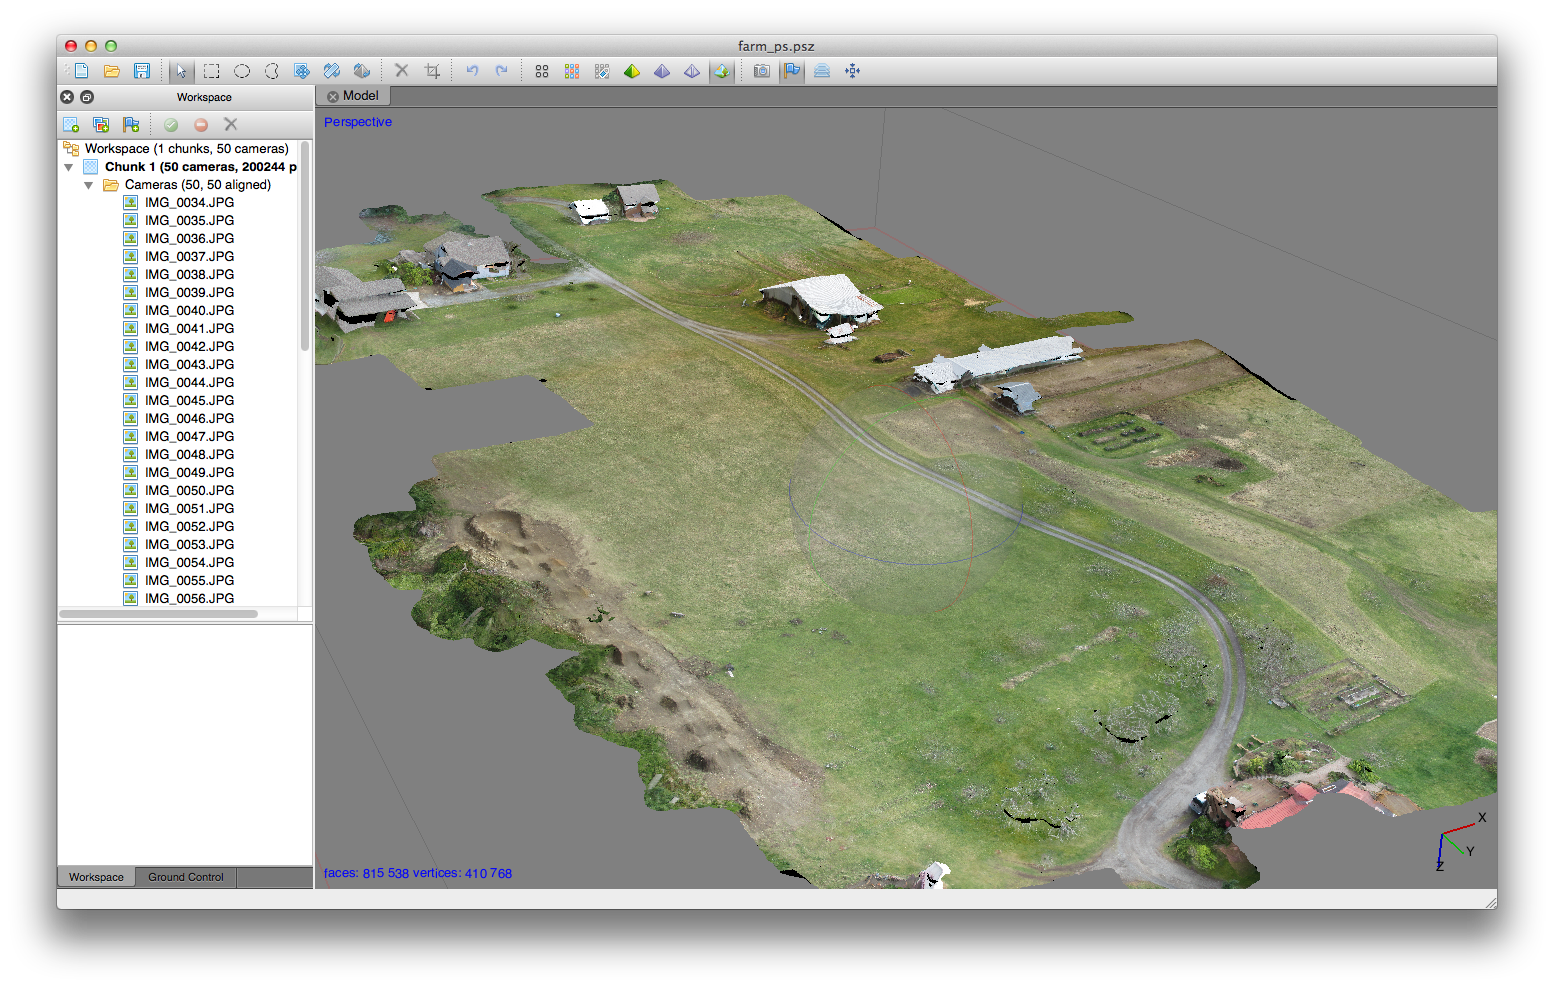 farm_ps.psz
Workspace
Model
Perspective
Workspace (1 chunks, 50 cameras)
Chunk 1 (50 cameras, 200244 p
Cameras (50, 50 aligned)
IMG_0034.JPG
IMG_0035.JPG
IMG_0036.JPG
IMG_0037.JPG
IMG_0038.JPG
IMG_0039.JPG
IMG_0040.JPG
IMG_0041.JPG
IMG_0042.JPG
IMG_0043.JPG
IMG_0044.JPG
IMG_0045.JPG
IMG_0046.JPG
IMG_0047.JPG
IMG_0048.JPG
IMG_0049.JPG
IMG_0050.JPG
IMG_0051.JPG
IMG_0052.JPG
IMG_0053.JPG
IMG_0054.JPG
IMG_0055.JPG
IMG_0056.JPG
X
Y
Z
faces: 815 538 vertices: 410 768
Workspace
Ground Control